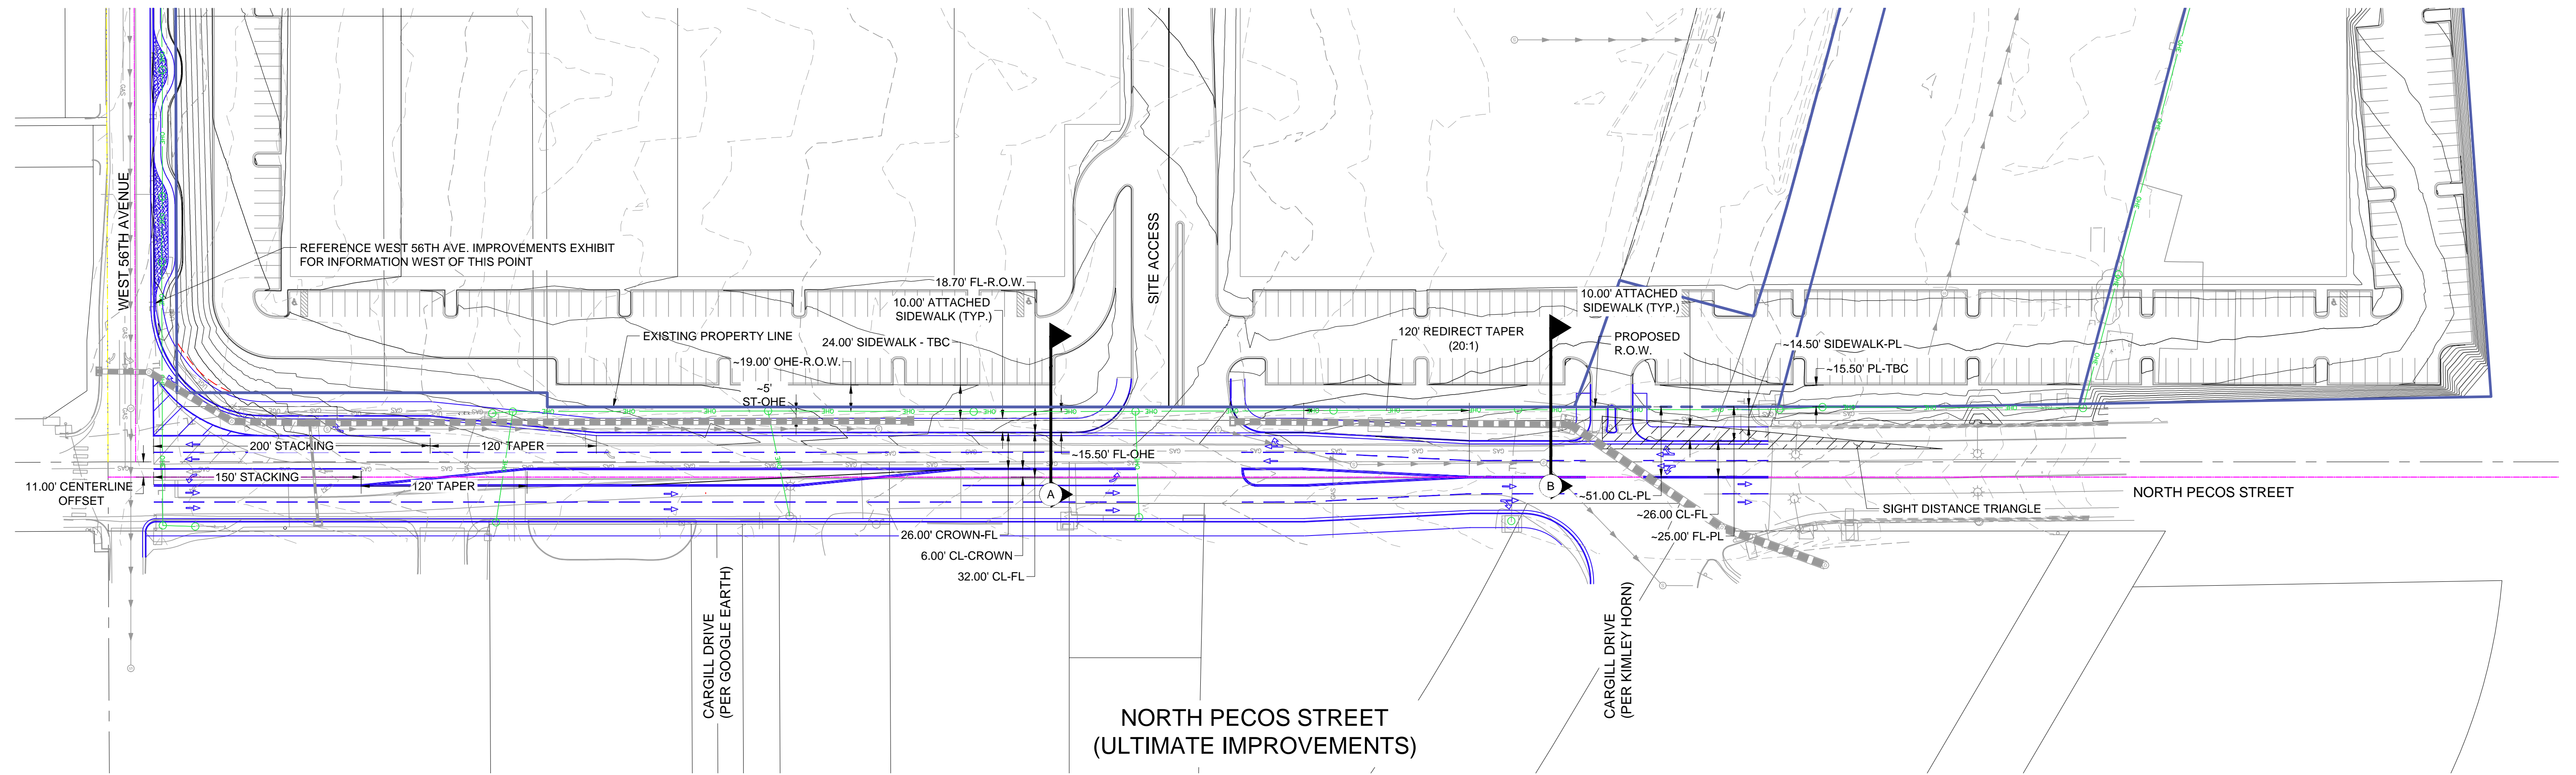 WEST 56TH AVENUE
REFERENCE WEST 56TH AVE. IMPROVEMENTS EXHIBIT
FOR INFORMATION WEST OF THIS POINT
SITE ACCESS
18.70' FL-R.O.W.
10.00' ATTACHED
SIDEWALK (TYP.)
EXISTING PROPERTY LINE
24.00' SIDEWALK - TBC
~19.00' OHE-R.O.W.
~5'
ST-OHE
10.00' ATTACHED
SIDEWALK (TYP.)
120' REDIRECT TAPER
(20:1)
PROPOSED
R.O.W.
~14.50' SIDEWALK-PL
~15.50' PL-TBC
200' STACKING
120' TAPER
~15.50' FL-OHE
150' STACKING
120' TAPER
11.00' CENTERLINE
OFFSET
A
B
~51.00 CL-PL
NORTH PECOS STREET
SIGHT DISTANCE TRIANGLE
~26.00 CL-FL
~25.00' FL-PL
26.00' CROWN-FL
6.00' CL-CROWN
32.00' CL-FL
CARGILL DRIVE
(PER GOOGLE EARTH)
CARGILL DRIVE
(PER KIMLEY HORN)
NORTH PECOS STREET
(ULTIMATE IMPROVEMENTS)